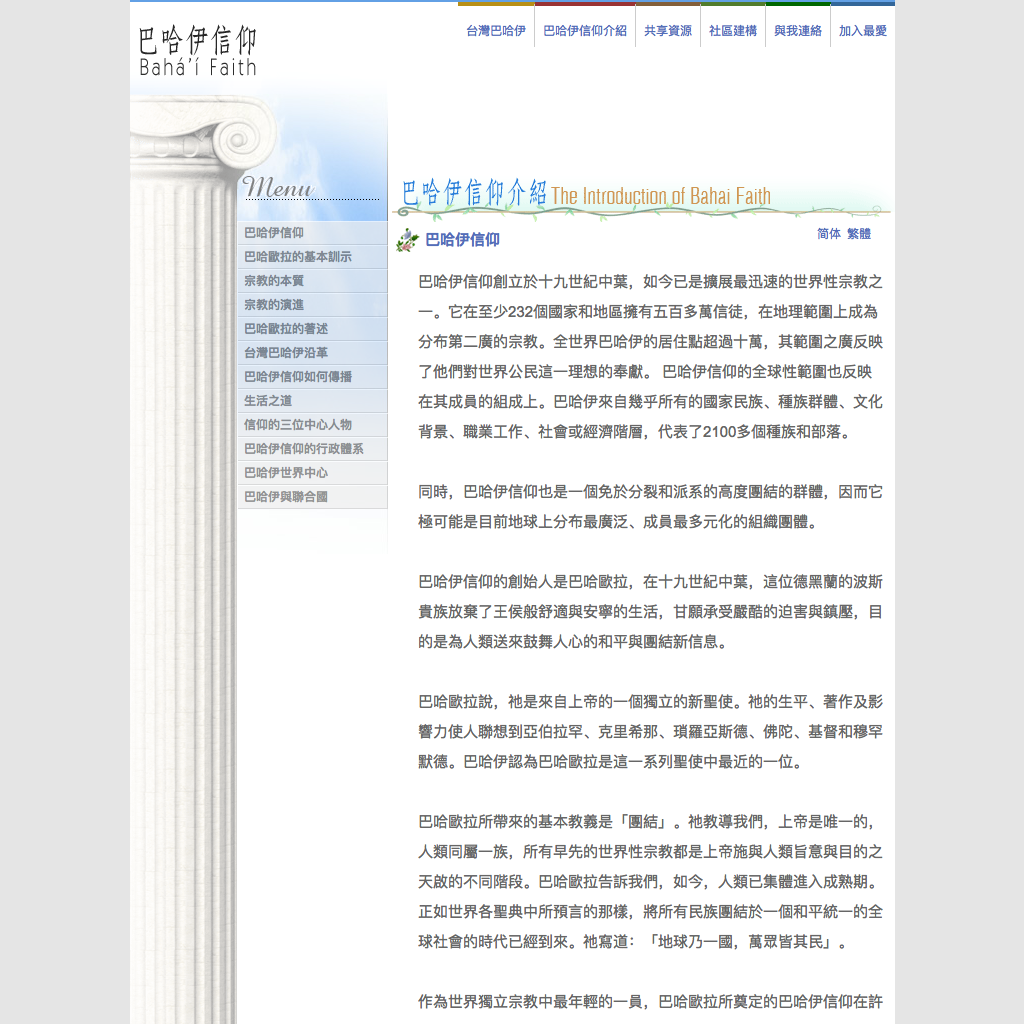 巴哈伊信仰
Bahá'í Faith
台灣巴哈伊
巴哈伊信仰介紹
共享資源
社區建構
與我連絡
加入最愛
Menu
巴哈伊信仰
巴哈歐拉的基本訓示
宗教的本質
宗教的演進
巴哈歐拉的著述
台灣巴哈伊沿革
巴哈伊信仰如何傳播
生活之道
信仰的三位中心人物
巴哈伊信仰的行政體系
巴哈伊世界中心
巴哈伊與聯合國
巴哈伊信仰介紹 The Introduction of Bahai Faith
巴哈伊信仰
简体 繁體
巴哈伊信仰創立於十九世紀中葉，如今已是擴展最迅速的世界性宗教之
一。它在至少232個國家和地區擁有五百多萬信徒，在地理範圍上成為
分布第二廣的宗教。全世界巴哈伊的居住點超過十萬，其範圍之廣反映
了他們對世界公民這一理想的奉獻。 巴哈伊信仰的全球性範圍也反映
在其成員的組成上。巴哈伊來自幾乎所有的國家民族、種族群體、文化
背景、職業工作、社會或經濟階層，代表了2100多個種族和部落。
同時，巴哈伊信仰也是一個免於分裂和派系的高度團結的群體，因而它
極可能是目前地球上分布最廣泛、成員最多元化的組織團體。
巴哈伊信仰的創始人是巴哈歐拉，在十九世紀中葉，這位德黑蘭的波斯
貴族放棄了王侯般舒適與安寧的生活，甘願承受嚴酷的迫害與鎮壓，目
的是為人類送來鼓舞人心的和平與團結新信息。
巴哈歐拉說，祂是來自上帝的一個獨立的新聖使。祂的生平、著作及影
響力使人聯想到亞伯拉罕、克里希那、瑣羅亞斯德、佛陀、基督和穆罕
默德。巴哈伊認為巴哈歐拉是這一系列聖使中最近的一位。
巴哈歐拉所帶來的基本教義是「團結」。祂教導我們，上帝是唯一的，
人類同屬一族，所有早先的世界性宗教都是上帝施與人類旨意與目的之
天啟的不同階段。巴哈歐拉告訴我們，如今，人類已集體進入成熟期。
正如世界各聖典中所預言的那樣，將所有民族團結於一個和平統一的全
球社會的時代已經到來。祂寫道：「地球乃一國，萬眾皆其民」。
作為世界獨立宗教中最年輕的一員，巴哈歐拉所奠定的巴哈伊信仰在許